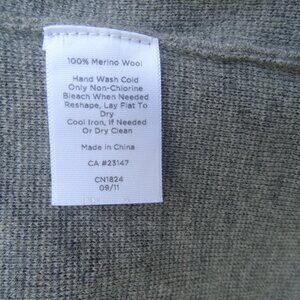 100% Merino Wool
Hand Wash Cold
Only Non-Chlorine
Bleach When Needed
Reshape, Lay Flat To
Dry
Cool Iron, If Needed
Or Dry Clean
Made in China
CA #23147
CN1824
09/11